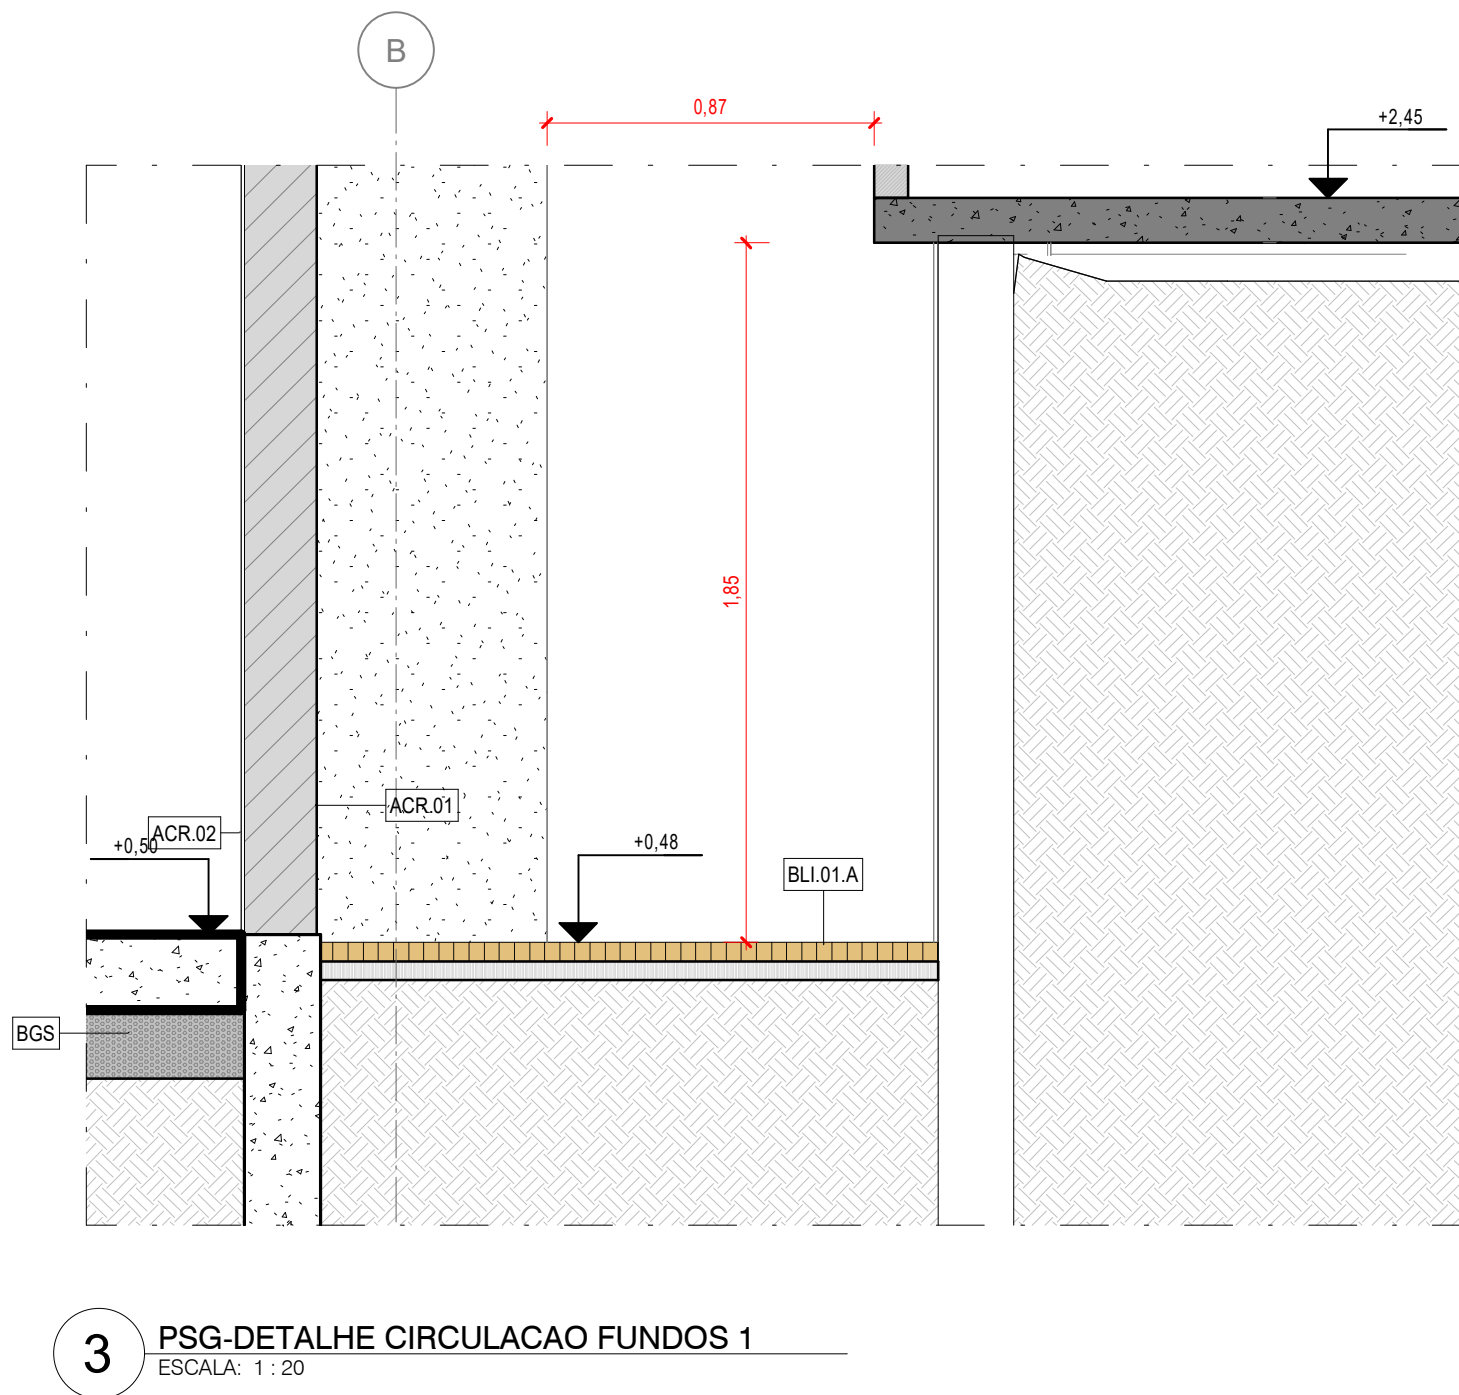 B
0,87
+2,45
1,85
ACR.01
ACR.02
+0,50
+0,48
BLI.01.A
BGS
3
PSG-DETALHE CIRCULACAO FUNDOS 1
ESCALA: 1 : 20